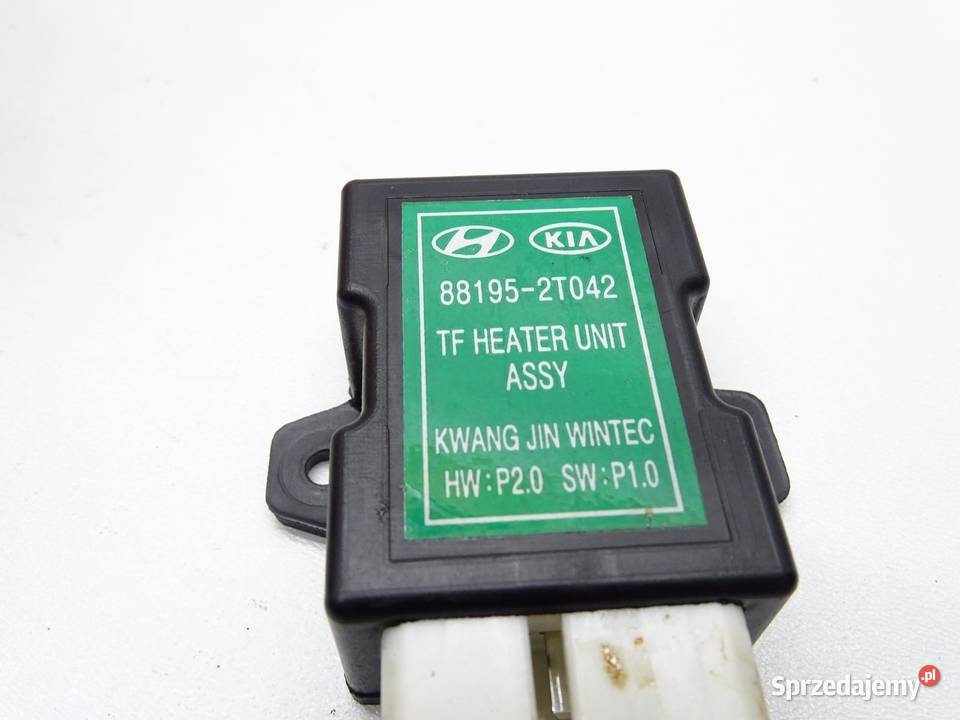 KIA
88195-2T042
TF HEATER UNIT
ASSY
KWANG JIN WINTEC
HW:P2.0 SW:P1.0
Sprzedajemy.pl